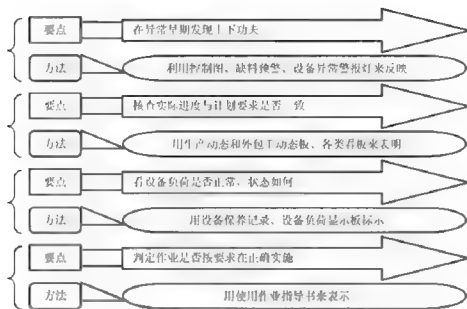 要点
在异常早期发现上下功夫
方法
利用控制图、缺料预警、设备异常警报灯来反映
要点
核查实际进度与计划要求是否一致
方法
用生产动态和外包工动态板、各类看板来表明
要点
看设备负荷是否正常、状态如何
方法
用设备保养记录、设备负荷显示板标示
要点
判定作业是否按要求在正确实施
方法
用使用作业指导书来表示